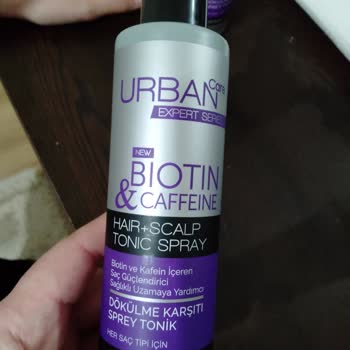 URBAN Care
EXPERT SERIES
NEW
BIOTIN
& CAFFEINE
HAIR+SCALP
TONIC SPRAY
Biotin ve Kafein İçeren
Saç Güçlendirici
Sağlıklı Uzamaya Yardımcı
DÖKÜLME KARŞITI
SPREY TONİK
HER SAÇ TİPİ İÇİN